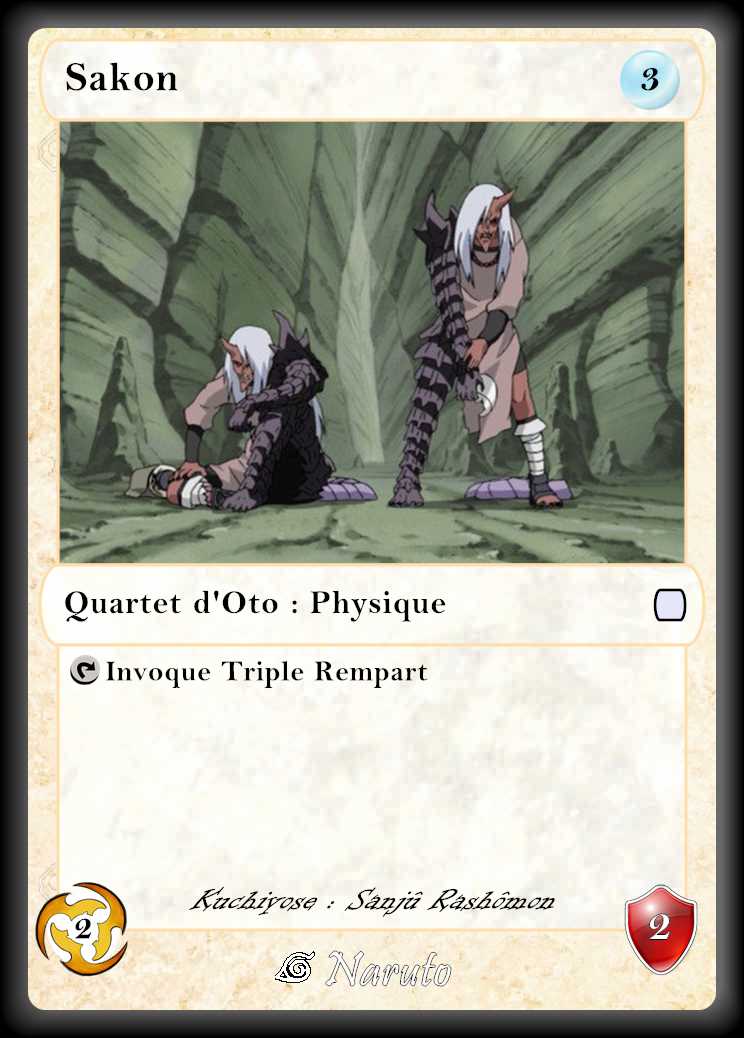 Sakon
3
Quartet d'Oto : Physique
Invoque Triple Rempart
Kuchiyose : Sanjû Rashômon
2
2
Naruto